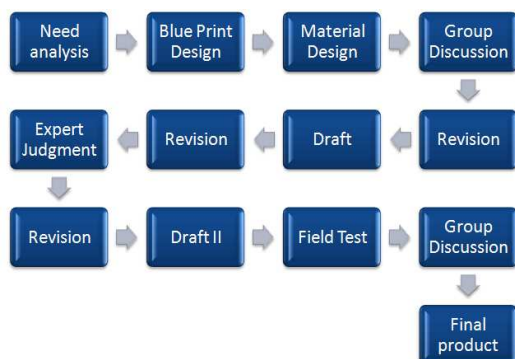 Need
analysis
Blue Print
Design
Material
Design
Group
Discussion
Revision
Draft
Revision
Expert
Judgment
Revision
Draft II
Field Test
Group
Discussion
Final
product